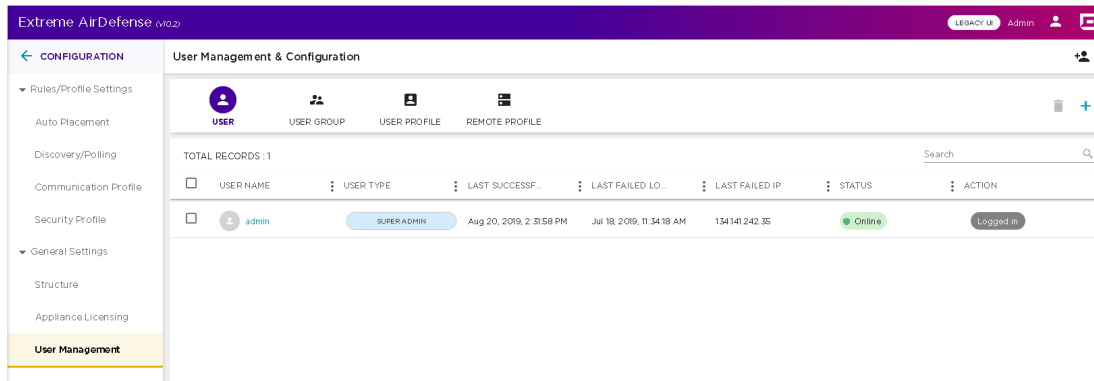 Extreme AirDefense (v10.2)
LEGACY UI Admin
CONFIGURATION
User Management & Configuration
Rules/Profile Settings
Auto Placement
Discovery/Polling
Communication Profile
Security Profile
General Settings
Structure
Appliance Licensing
User Management
USER USER GROUP USER PROFILE REMOTE PROFILE
TOTAL RECORDS : 1
Search
USER NAME USER TYPE LAST SUCCESSF... LAST FAILED LO... LAST FAILED IP STATUS ACTION
admin SUPER ADMIN Aug 20, 2019, 2:31:58 PM Jul 18, 2019, 11:34:18 AM 134.141.242.35 Online Logged in